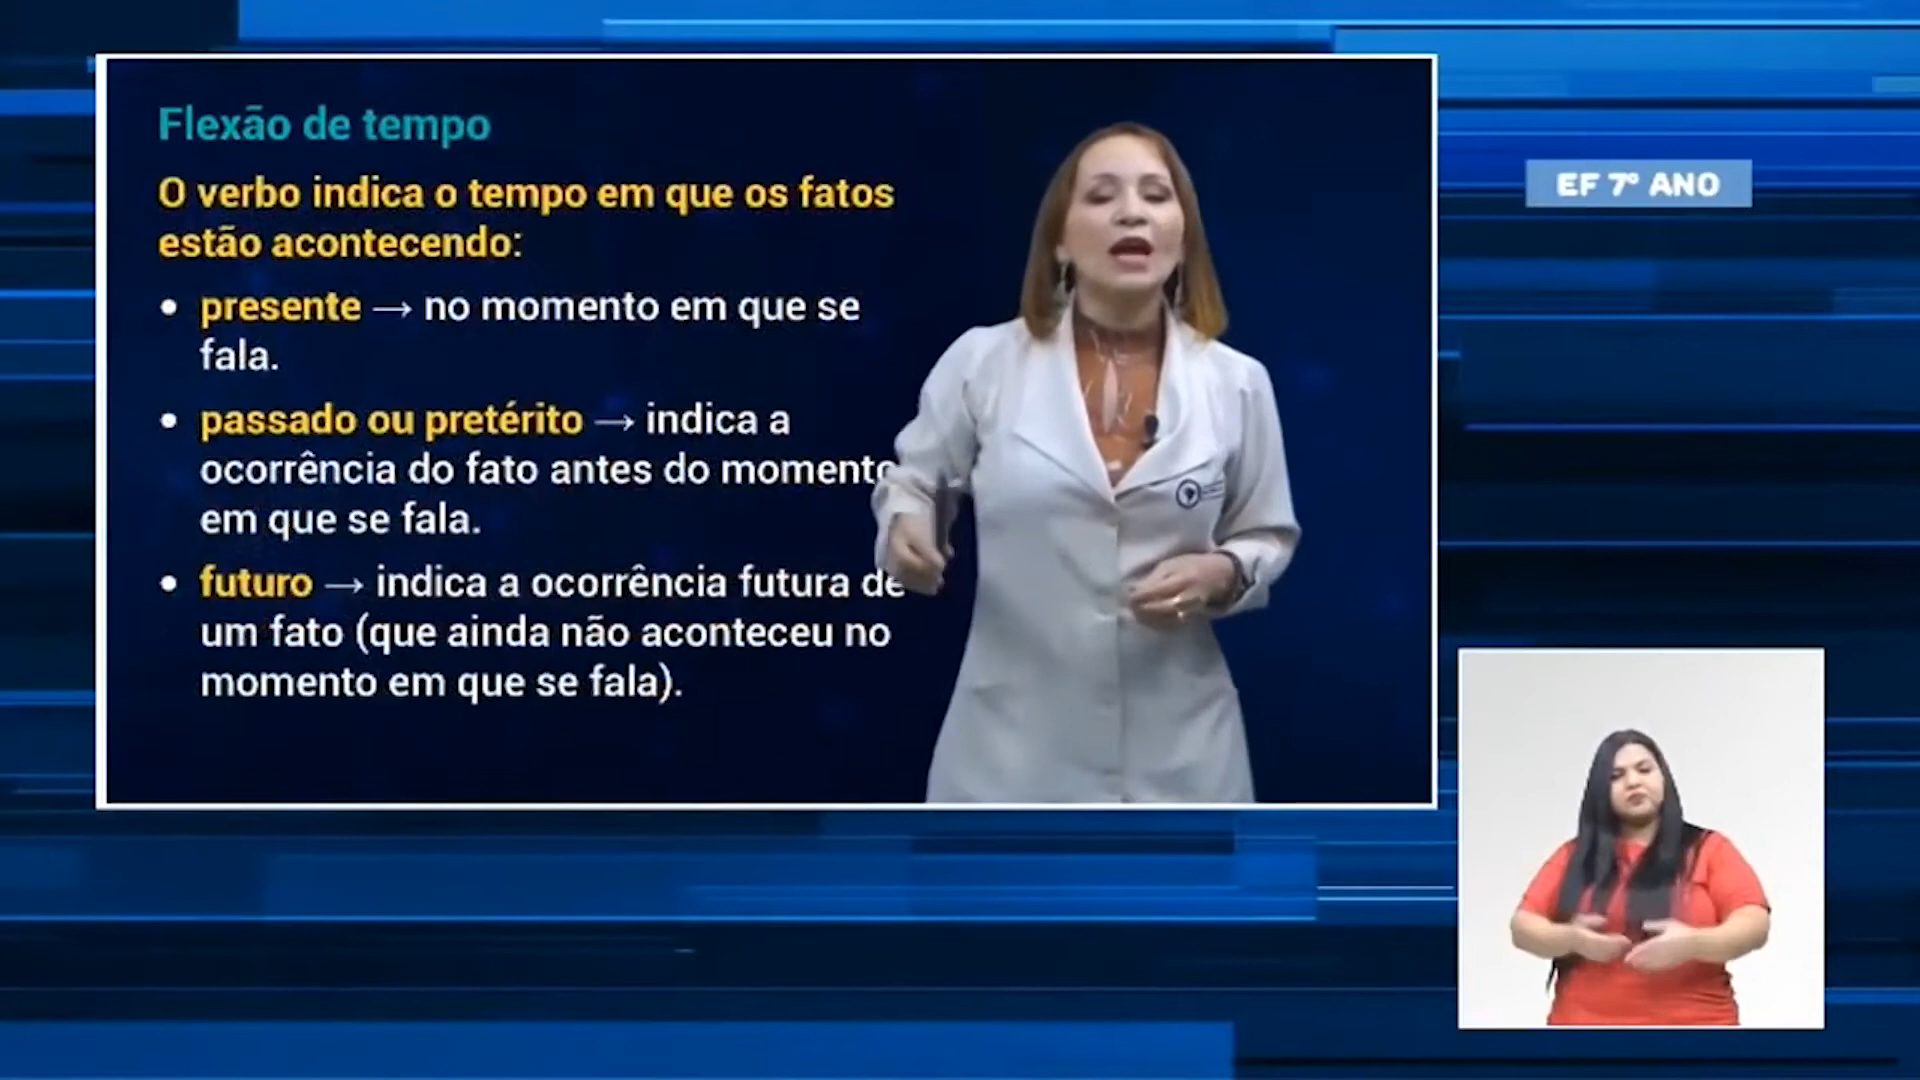 Flexão de tempo
O verbo indica o tempo em que os fatos
estão acontecendo:
• presente → no momento em que se
fala.
• passado ou pretérito → indica a
ocorrência do fato antes do momento
em que se fala.
• futuro → indica a ocorrência futura de
um fato (que ainda não aconteceu no
momento em que se fala).
EF 7º ANO